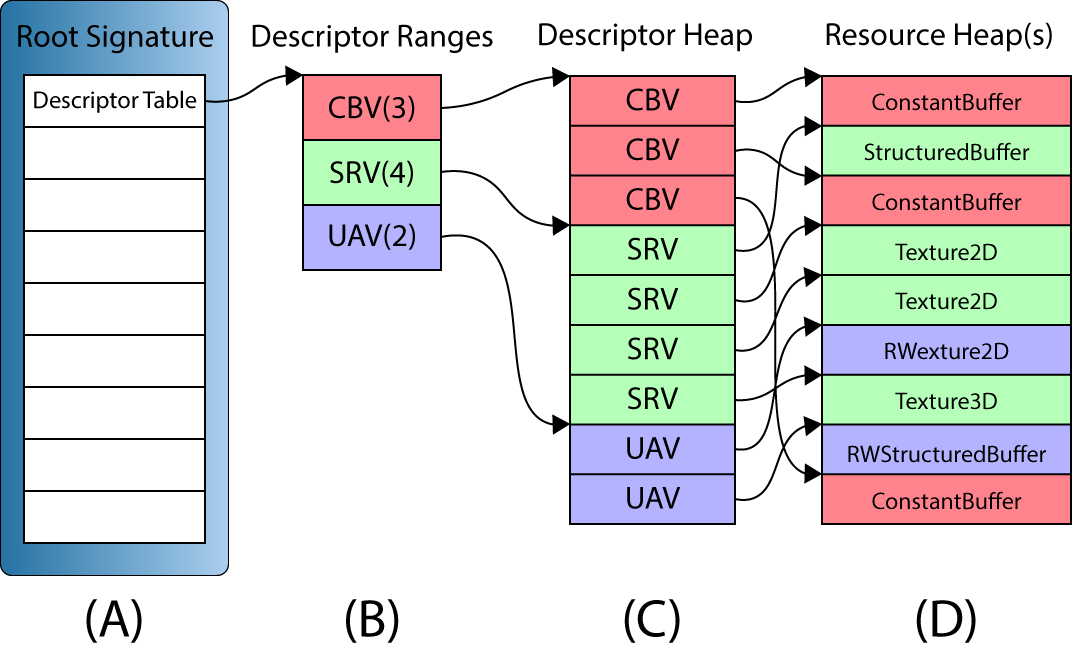 Root Signature
Descriptor Table
(A)
Descriptor Ranges
CBV(3)
SRV(4)
UAV(2)
(B)
Descriptor Heap
CBV
CBV
CBV
SRV
SRV
SRV
SRV
UAV
UAV
(C)
Resource Heap(s)
ConstantBuffer
StructuredBuffer
ConstantBuffer
Texture2D
Texture2D
RWexture2D
Texture3D
RWStructuredBuffer
ConstantBuffer
(D)